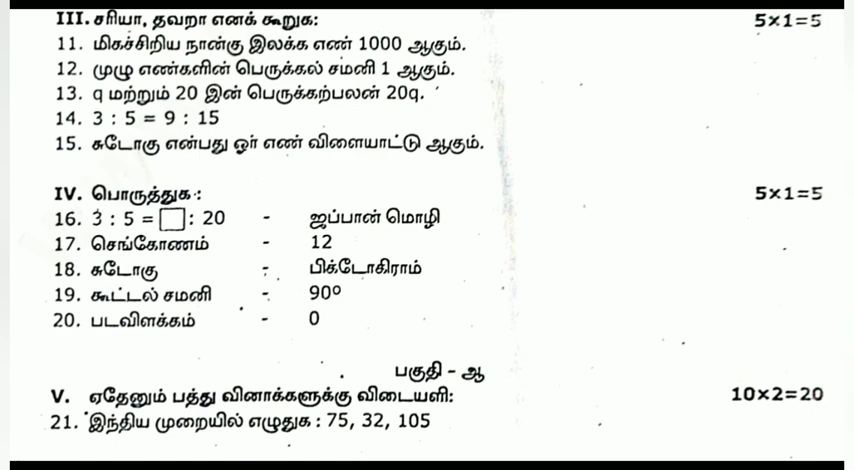 III. சரியா, தவறா எனக் கூறுக: 5×1=5
11. மிகச்சிறிய நான்கு இலக்க எண் 1000 ஆகும்.
12. முழு எண்களின் பெருக்கல் சமனி 1 ஆகும்.
13. q மற்றும் 20 இன் பெருக்கற்பலன் 20q.
14. 3 : 5 = 9 : 15
15. சுடோகு என்பது ஓர் எண் விளையாட்டு ஆகும்.
IV. பொருத்துக : 5×1=5
16. 3 : 5 = □ : 20 - ஜப்பான் மொழி
17. செங்கோணம் - 12
18. சுடோகு - பிக்டோகிராம்
19. கூட்டல் சமனி - 90º
20. படவிளக்கம் - 0
பகுதி – ஆ
V. ஏதேனும் பத்து வினாக்களுக்கு விடையளி: 10×2=20
21. இந்திய முறையில் எழுதுக : 75, 32, 105